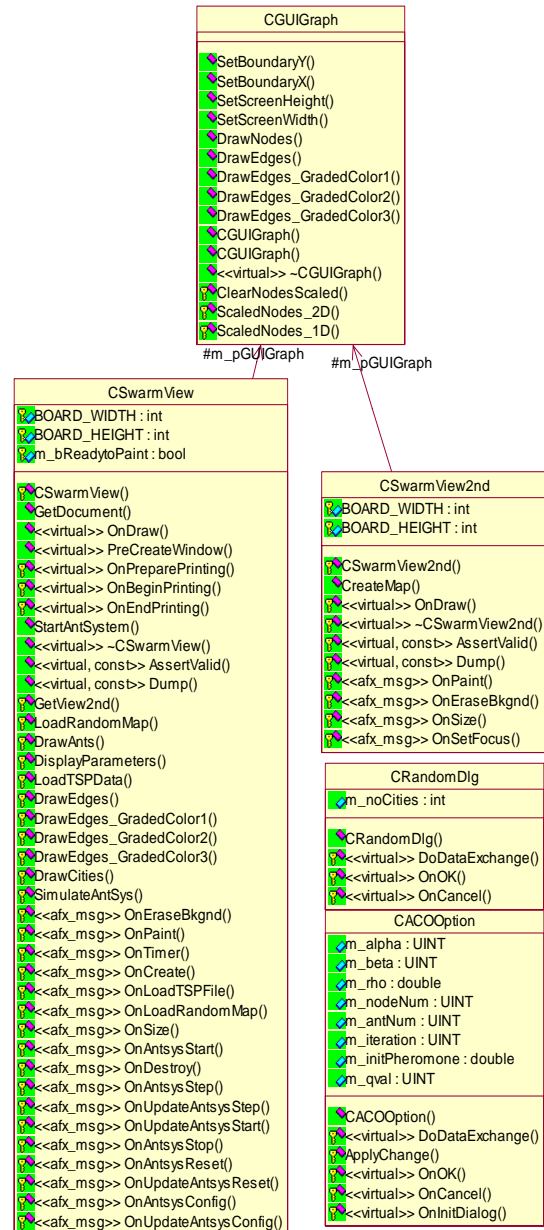 CGUIGraph
SetBoundaryY()
SetBoundaryX()
SetScreenHeight()
SetScreenWidth()
DrawNodes()
DrawEdges()
DrawEdges_GradedColor1()
DrawEdges_GradedColor2()
DrawEdges_GradedColor3()
CGUIGraph()
CGUIGraph()
<<virtual>> ~CGUIGraph()
ClearNodesScaled()
ScaledNodes_2D()
ScaledNodes_1D()
#m_pGUIGraph
#m_pGUIGraph
CSwarmView
BOARD_WIDTH : int
BOARD_HEIGHT : int
m_bReadytoPaint : bool
CSwarmView()
GetDocument()
<<virtual>> OnDraw()
<<virtual>> PreCreateWindow()
<<virtual>> OnPreparePrinting()
<<virtual>> OnBeginPrinting()
<<virtual>> OnEndPrinting()
StartAntSystem()
<<virtual>> ~CSwarmView()
<<virtual, const>> AssertValid()
<<virtual, const>> Dump()
GetView2nd()
LoadRandomMap()
DrawAnts()
DisplayParameters()
LoadTSPData()
DrawEdges()
DrawEdges_GradedColor1()
DrawEdges_GradedColor2()
DrawEdges_GradedColor3()
DrawCities()
SimulateAntSys()
<<afx_msg>> OnEraseBkgnd()
<<afx_msg>> OnPaint()
<<afx_msg>> OnTimer()
<<afx_msg>> OnCreate()
<<afx_msg>> OnLoadTSPFile()
<<afx_msg>> OnLoadRandomMap()
<<afx_msg>> OnSize()
<<afx_msg>> OnAntsysStart()
<<afx_msg>> OnDestroy()
<<afx_msg>> OnAntsysStep()
<<afx_msg>> OnUpdateAntsysStep()
<<afx_msg>> OnUpdateAntsysStart()
<<afx_msg>> OnAntsysStop()
<<afx_msg>> OnAntsysReset()
<<afx_msg>> OnUpdateAntsysReset()
<<afx_msg>> OnAntsysConfig()
<<afx_msg>> OnUpdateAntsysConfig()
CSwarmView2nd
BOARD_WIDTH : int
BOARD_HEIGHT : int
CSwarmView2nd()
CreateMap()
<<virtual>> OnDraw()
<<virtual>> ~CSwarmView2nd()
<<virtual, const>> AssertValid()
<<virtual, const>> Dump()
<<afx_msg>> OnPaint()
<<afx_msg>> OnEraseBkgnd()
<<afx_msg>> OnSize()
<<afx_msg>> OnSetFocus()
CRandomDlg
m_noCities : int
CRandomDlg()
<<virtual>> DoDataExchange()
<<virtual>> OnOK()
<<virtual>> OnCancel()
CACOOption
m_alpha : UINT
m_beta : UINT
m_rho : double
m_nodeNum : UINT
m_antNum : UINT
m_iteration : UINT
m_initPheromone : double
m_qval : UINT
CACOOption()
<<virtual>> DoDataExchange()
ApplyChange()
<<virtual>> OnOK()
<<virtual>> OnCancel()
<<virtual>> OnInitDialog()